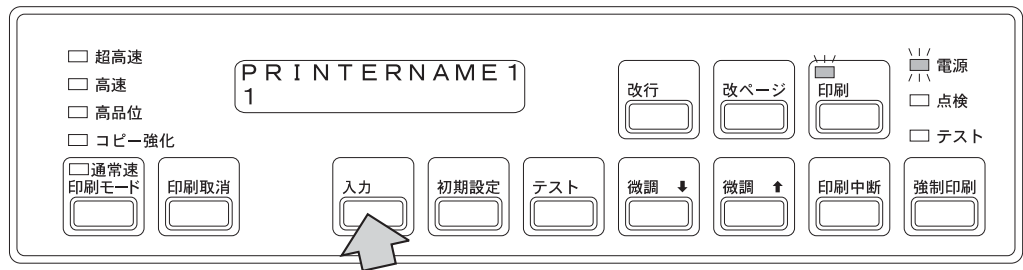 超高速
高速
高品位
コピー強化
通常速
印刷モード
印刷取消
ＰＲＩＮＴＥＲＮＡＭＥ１
１
改行
改ページ
印刷
電源
点検
テスト
入力
初期設定
テスト
微調 ⬇
微調 ⬆
印刷中断
強制印刷